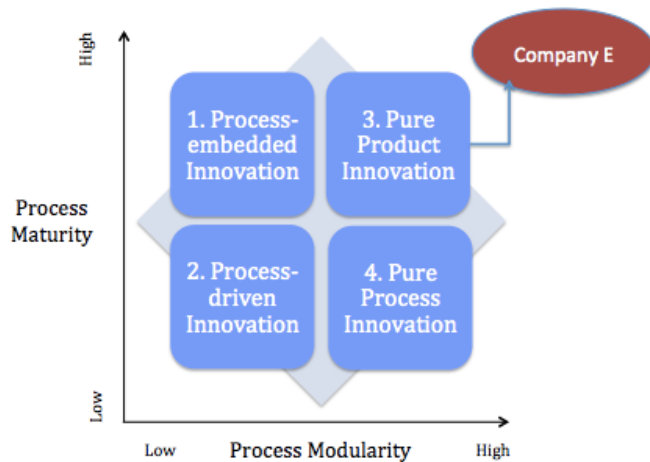 High
Company E
1. Process-
embedded
Innovation
3. Pure
Product
Innovation
Process
Maturity
2. Process-
driven
Innovation
4. Pure
Process
Innovation
Low
Low
Process Modularity
High